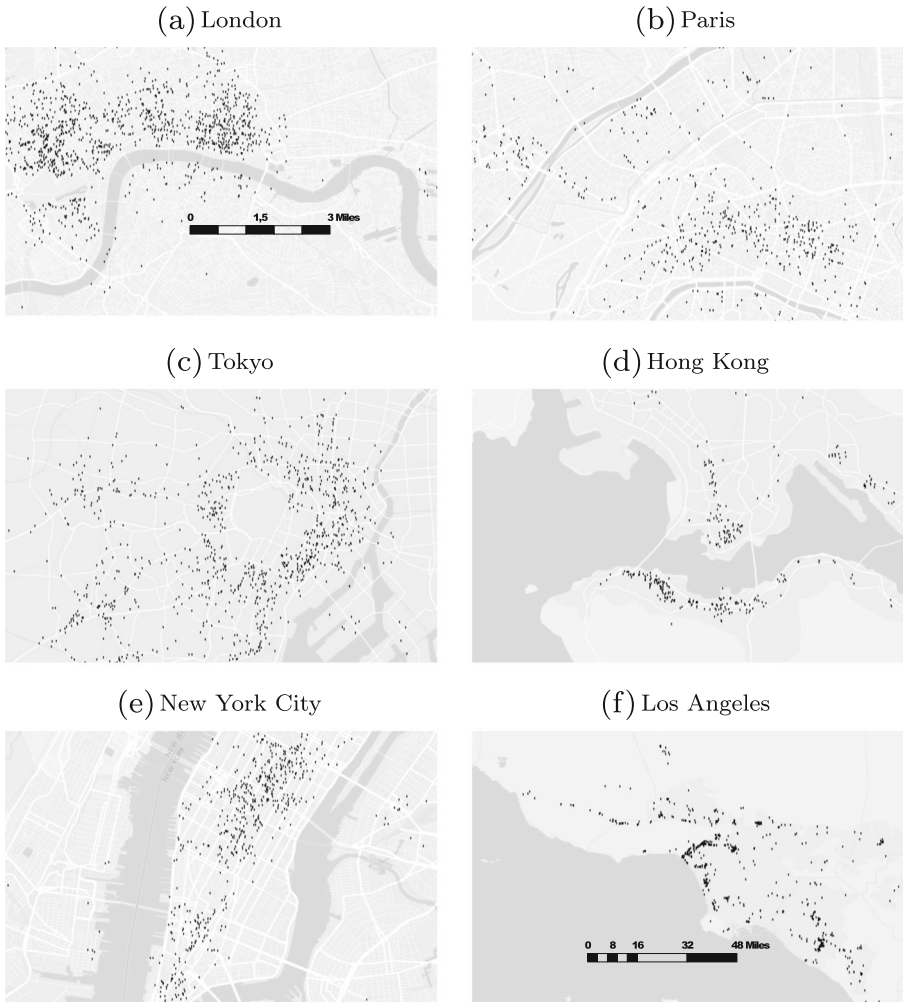 (a) London
(b) Paris
0 1,5 3 Miles
(c) Tokyo
(d) Hong Kong
(e) New York City
(f) Los Angeles
0 8 16 32 48 Miles